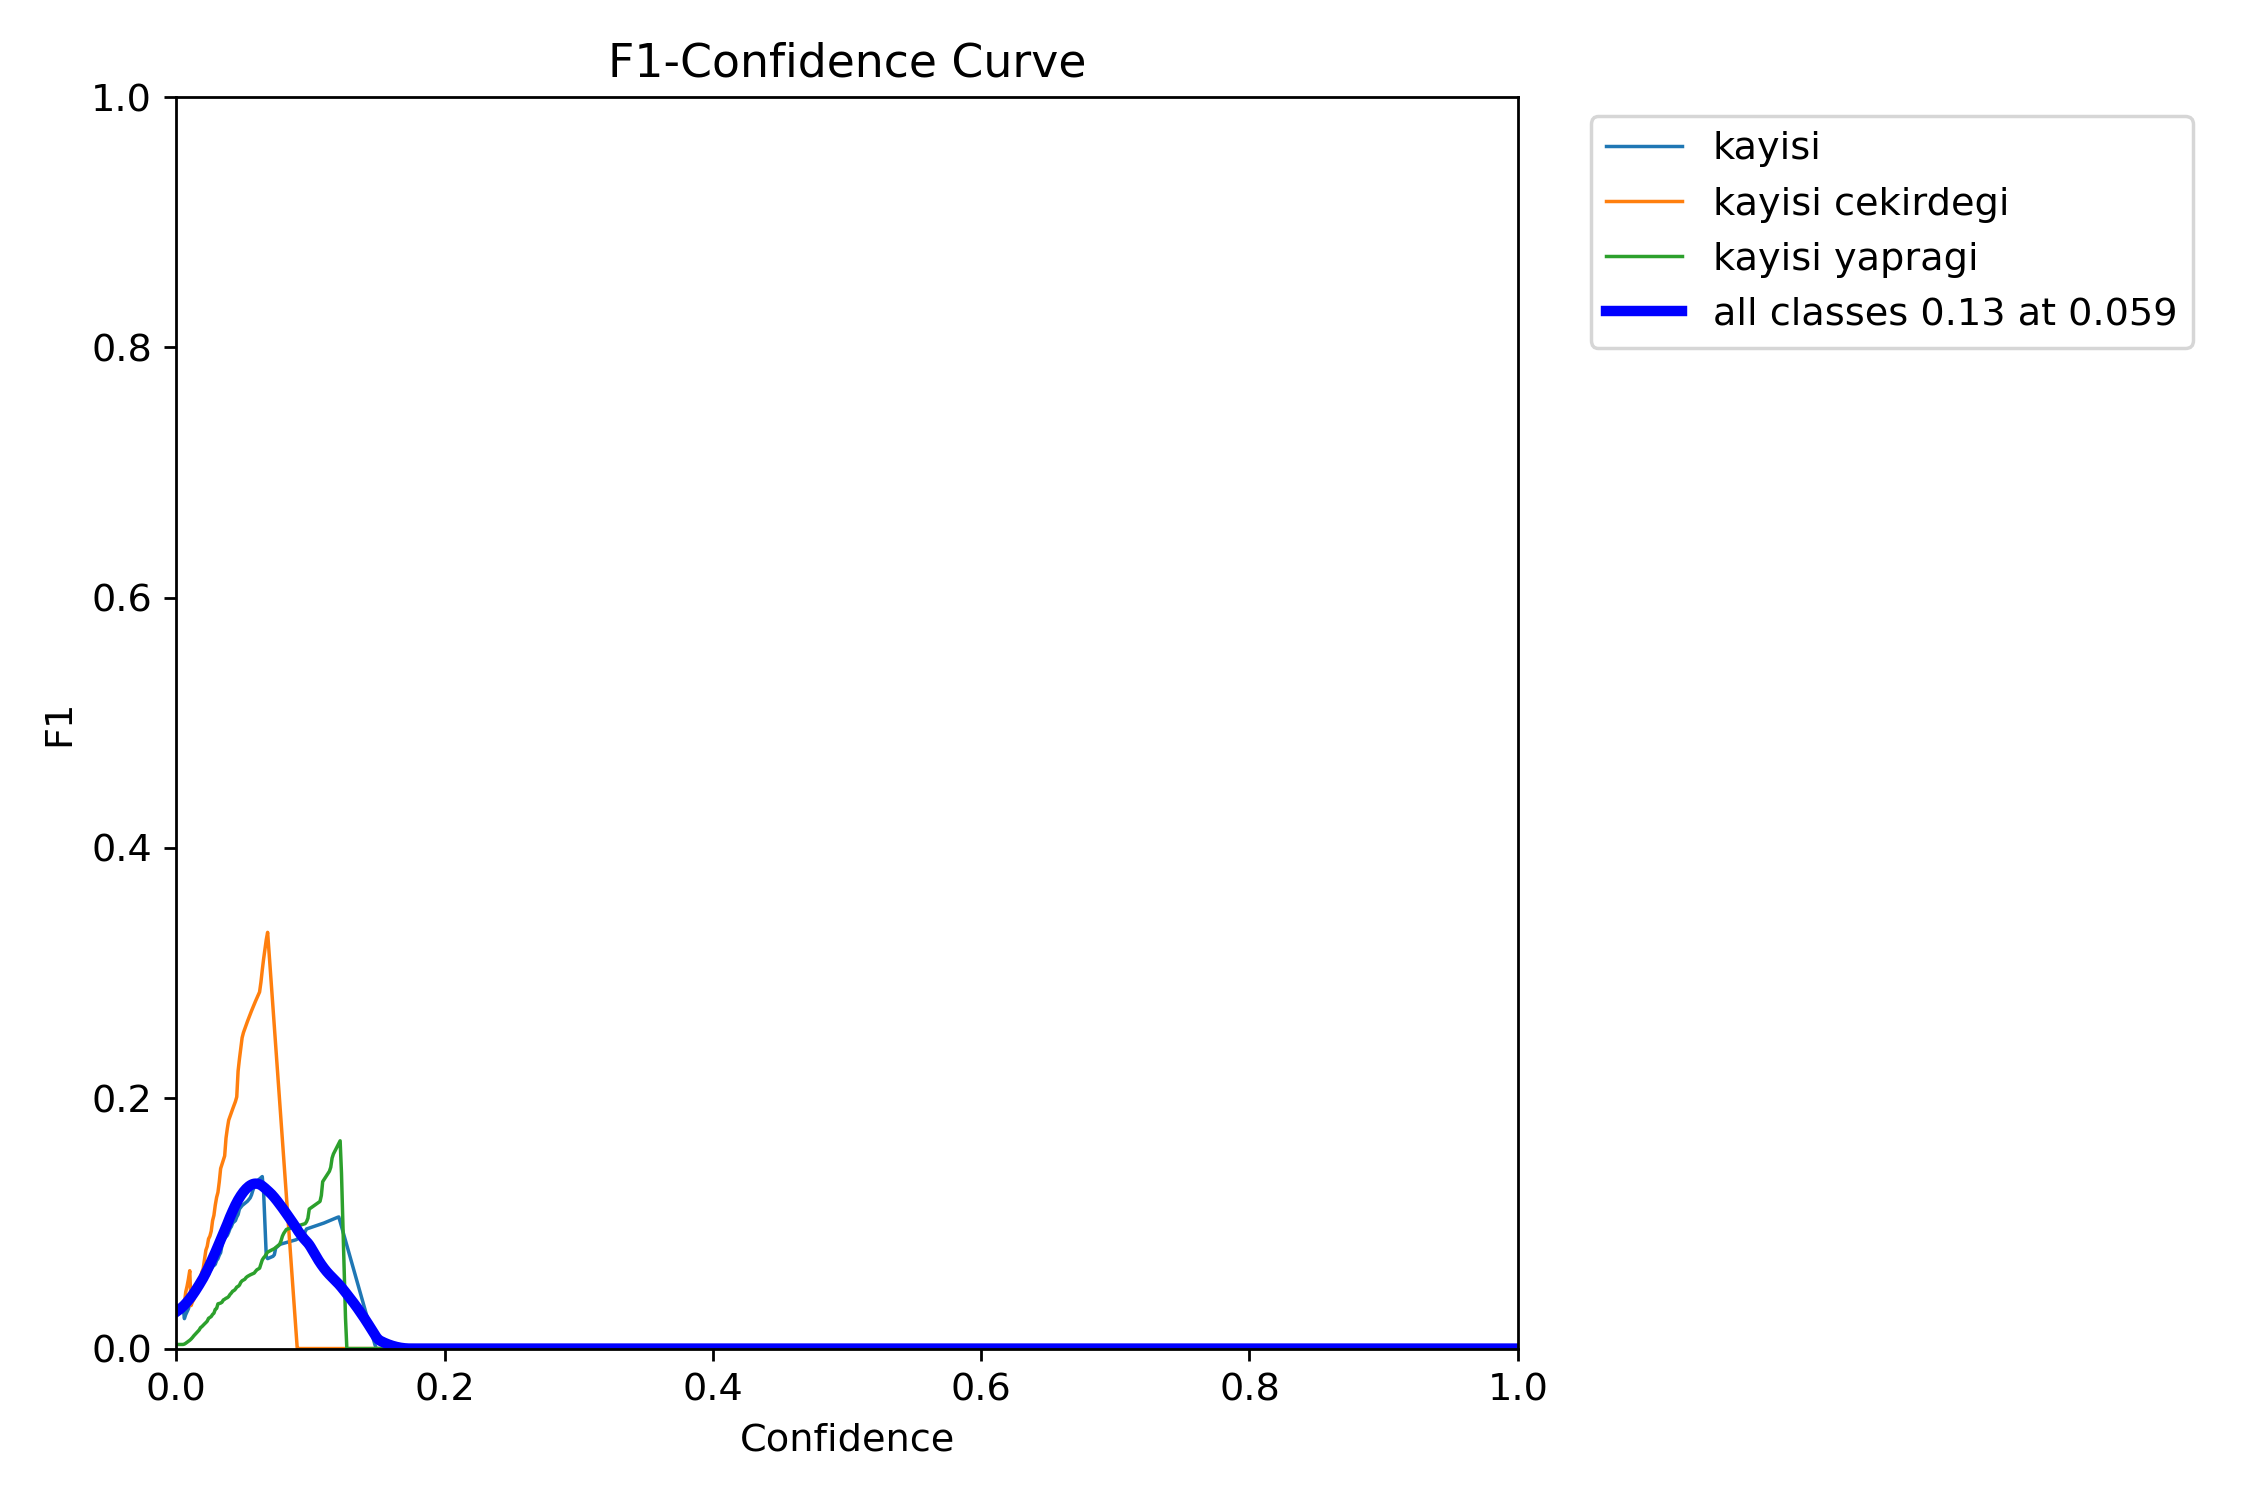 F1-Confidence Curve
1.0
0.8
0.6
0.4
0.2
0.0
F1
0.0 0.2 0.4 0.6 0.8 1.0
Confidence
kayisi
kayisi cekirdegi
kayisi yapragi
all classes 0.13 at 0.059